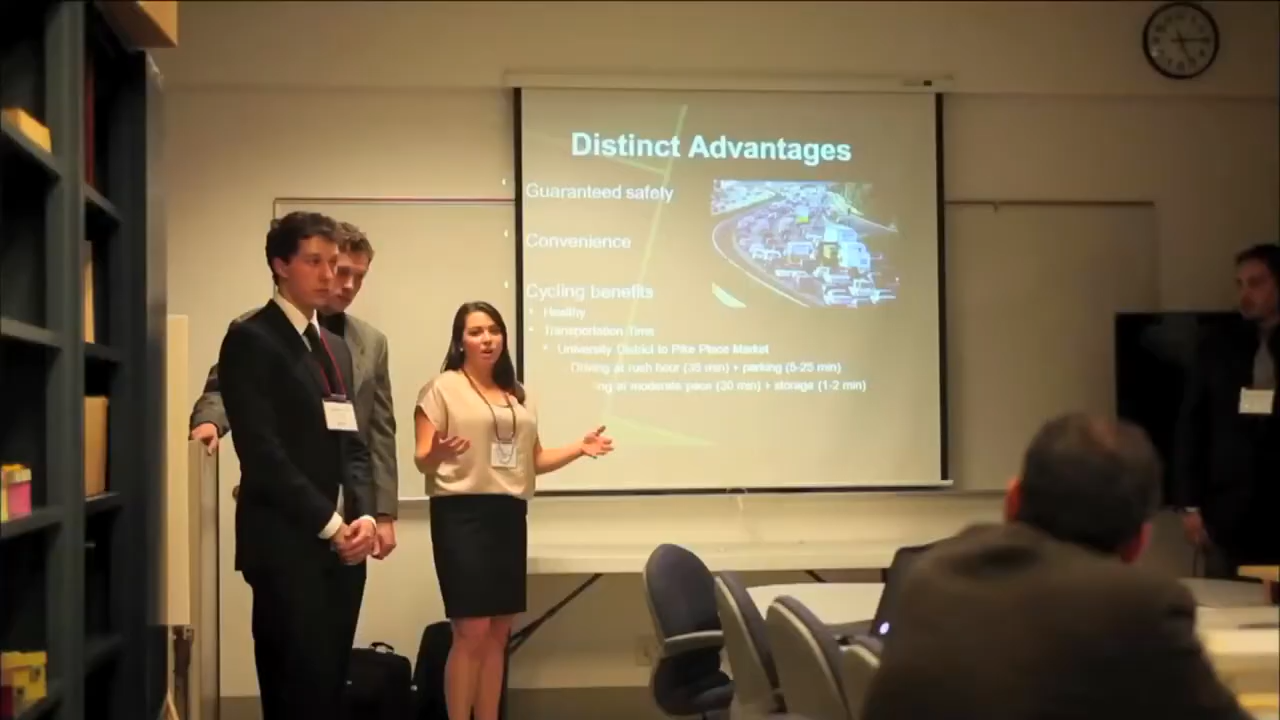 Distinct Advantages
Guaranteed safety
Convenience
Cycling benefits
Healthy
Transportation Time
University District to Pike Place Market
Driving at rush hour (35 min) + parking (5-25 min)
ng at moderate pace (30 min) + storage (1-2 min)